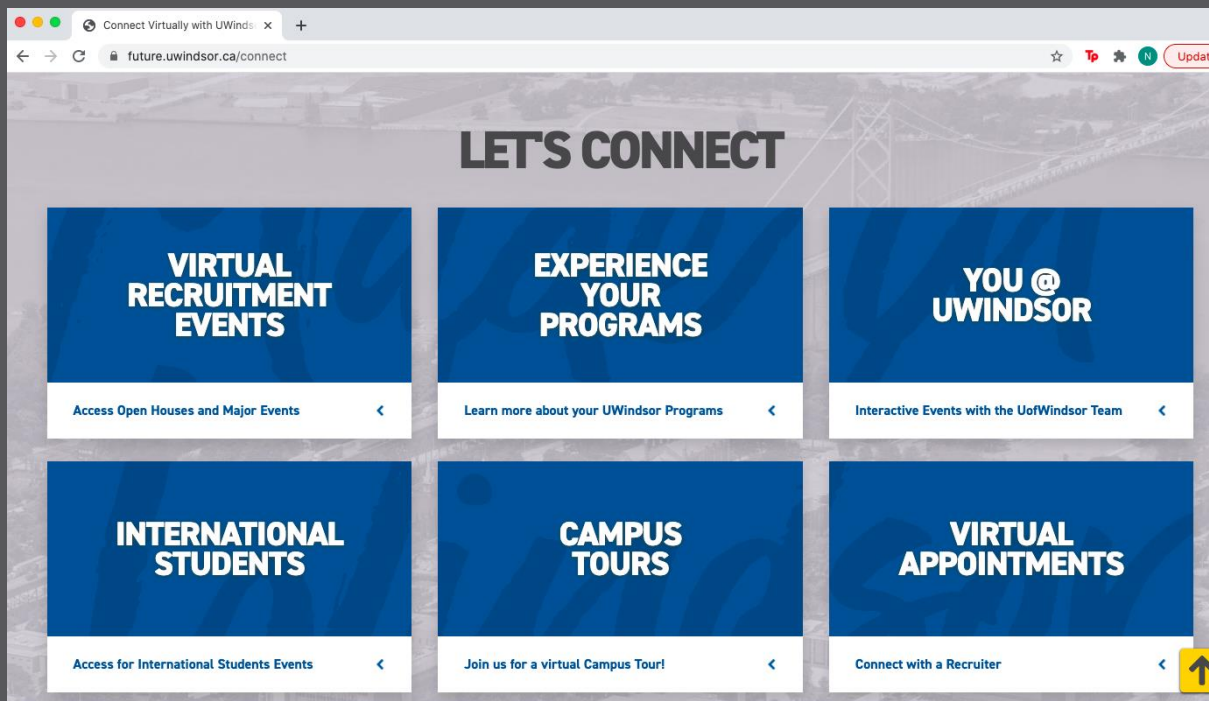 Connect Virtually with UWinds
future.uwindsor.ca/connect
Tp
N
Updat
LET'S CONNECT
VIRTUAL
RECRUITMENT
EVENTS
Access Open Houses and Major Events
EXPERIENCE
YOUR
PROGRAMS
Learn more about your UWindsor Programs
YOU @
UWINDSOR
Interactive Events with the UofWindsor Team
INTERNATIONAL
STUDENTS
Access for International Students Events
CAMPUS
TOURS
Join us for a virtual Campus Tour!
VIRTUAL
APPOINTMENTS
Connect with a Recruiter